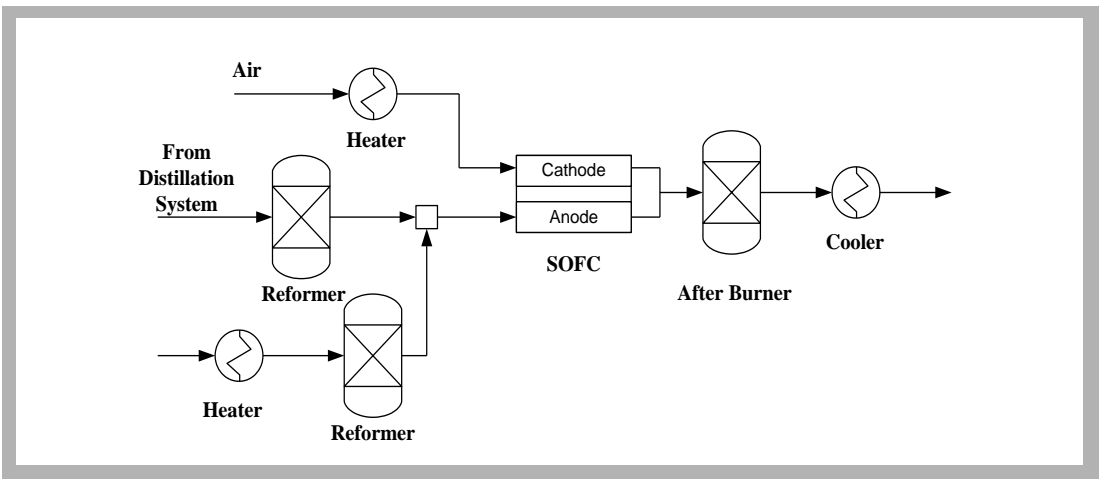 Air
Heater
From
Distillation
System
Cathode
Anode
SOFC
Reformer
After Burner
Cooler
Heater
Reformer